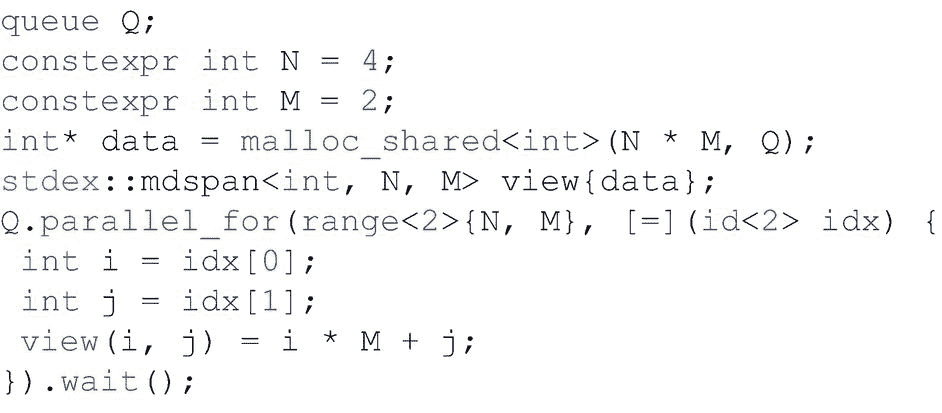 queue Q;
constexpr int N = 4;
constexpr int M = 2;
int* data = malloc_shared<int>(N * M, Q);
stdex::mdspan<int, N, M> view{data};
Q.parallel_for(range<2>{N, M}, [=](id<2> idx) {
 int i = idx[0];
 int j = idx[1];
 view(i, j) = i * M + j;
}).wait();